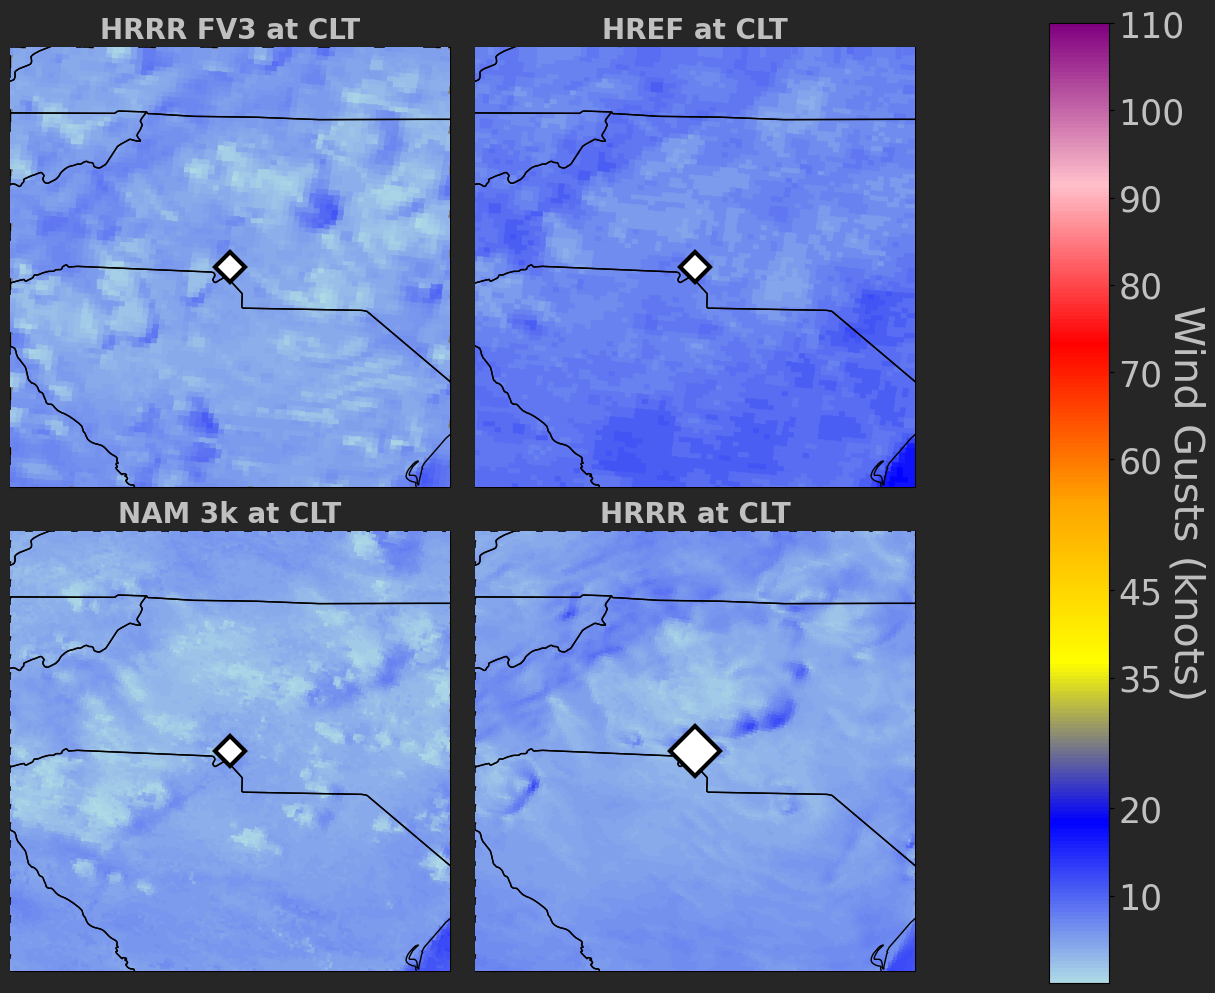 HRRR FV3 at CLT
HREF at CLT
NAM 3k at CLT
HRRR at CLT
110
100
90
80
70
60
45
35
20
10
Wind Gusts (knots)